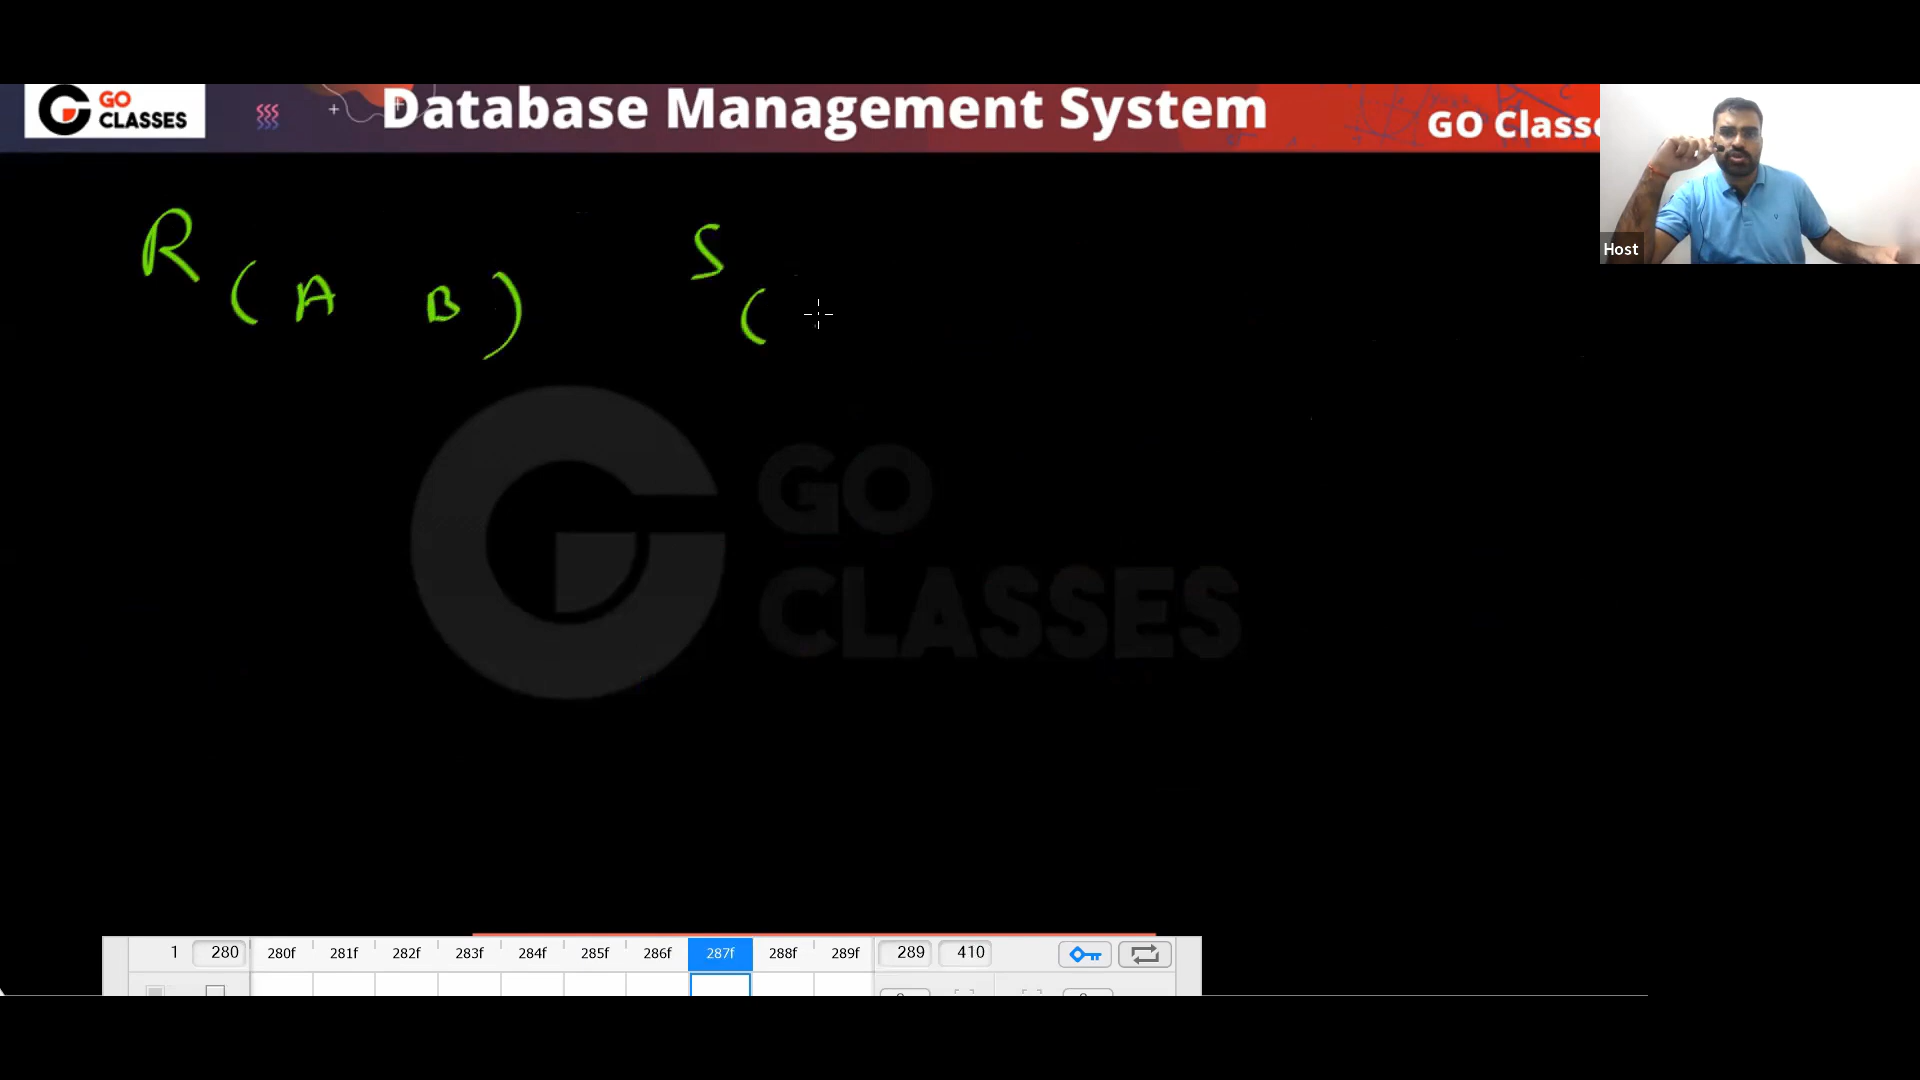 GO
CLASSES
Database Management System
GO Classe
Host
R ( A B ) S (
GO
CLASSES
1 280 280f 281f 282f 283f 284f 285f 286f 287f 288f 289f 289 410